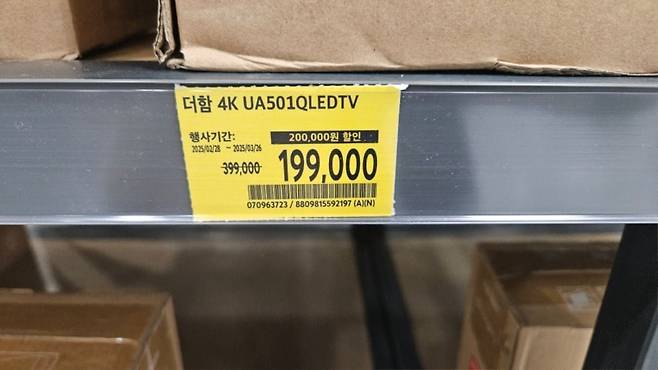 더함 4K UA501QLEDTV
행사기간: 200,000원 할인
2025/02/28 ~ 2025/03/26
399,000 199,000
070963723 / 8809815592197 (A)(N)